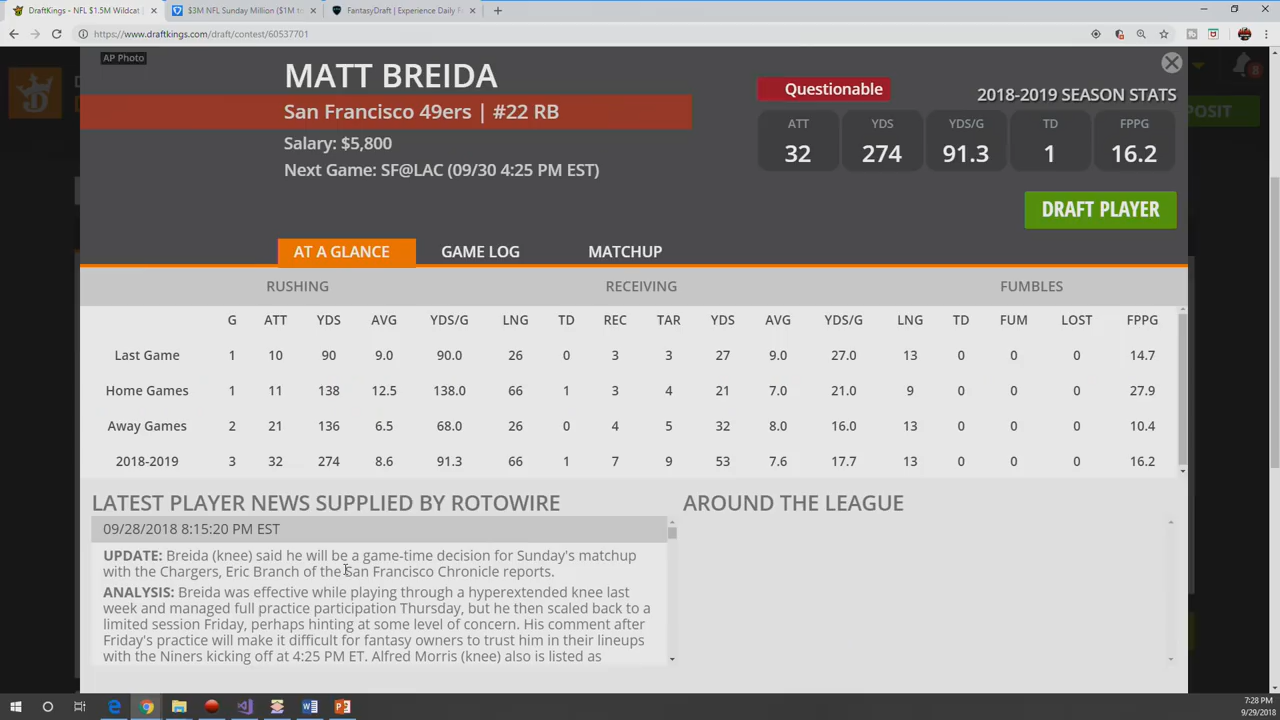 DraftKings - NFL $1.5M Wildcat
$3M NFL Sunday Million ($1M to
FantasyDraft | Experience Daily F
https://www.draftkings.com/draft/contest/60537701
AP Photo
MATT BREIDA
San Francisco 49ers | #22 RB
Salary: $5,800
Next Game: SF@LAC (09/30 4:25 PM EST)
Questionable
2018-2019 SEASON STATS
ATT YDS YDS/G TD FPPG
32 274 91.3 1 16.2
DRAFT PLAYER
OSIT
8
AT A GLANCE GAME LOG MATCHUP
RUSHING RECEIVING FUMBLES
G ATT YDS AVG YDS/G LNG TD REC TAR YDS AVG YDS/G LNG TD FUM LOST FPPG
Last Game 1 10 90 9.0 90.0 26 0 3 3 27 9.0 27.0 13 0 0 0 14.7
Home Games 1 11 138 12.5 138.0 66 1 3 4 21 7.0 21.0 9 0 0 0 27.9
Away Games 2 21 136 6.5 68.0 26 0 4 5 32 8.0 16.0 13 0 0 0 10.4
2018-2019 3 32 274 8.6 91.3 66 1 7 9 53 7.6 17.7 13 0 0 0 16.2
LATEST PLAYER NEWS SUPPLIED BY ROTOWIRE
09/28/2018 8:15:20 PM EST
UPDATE: Breida (knee) said he will be a game-time decision for Sunday's matchup
with the Chargers, Eric Branch of the San Francisco Chronicle reports.
ANALYSIS: Breida was effective while playing through a hyperextended knee last
week and managed full practice participation Thursday, but he then scaled back to a
limited session Friday, perhaps hinting at some level of concern. His comment after
Friday's practice will make it difficult for fantasy owners to trust him in their lineups
with the Niners kicking off at 4:25 PM ET. Alfred Morris (knee) also is listed as
AROUND THE LEAGUE
7:28 PM
9/29/2018